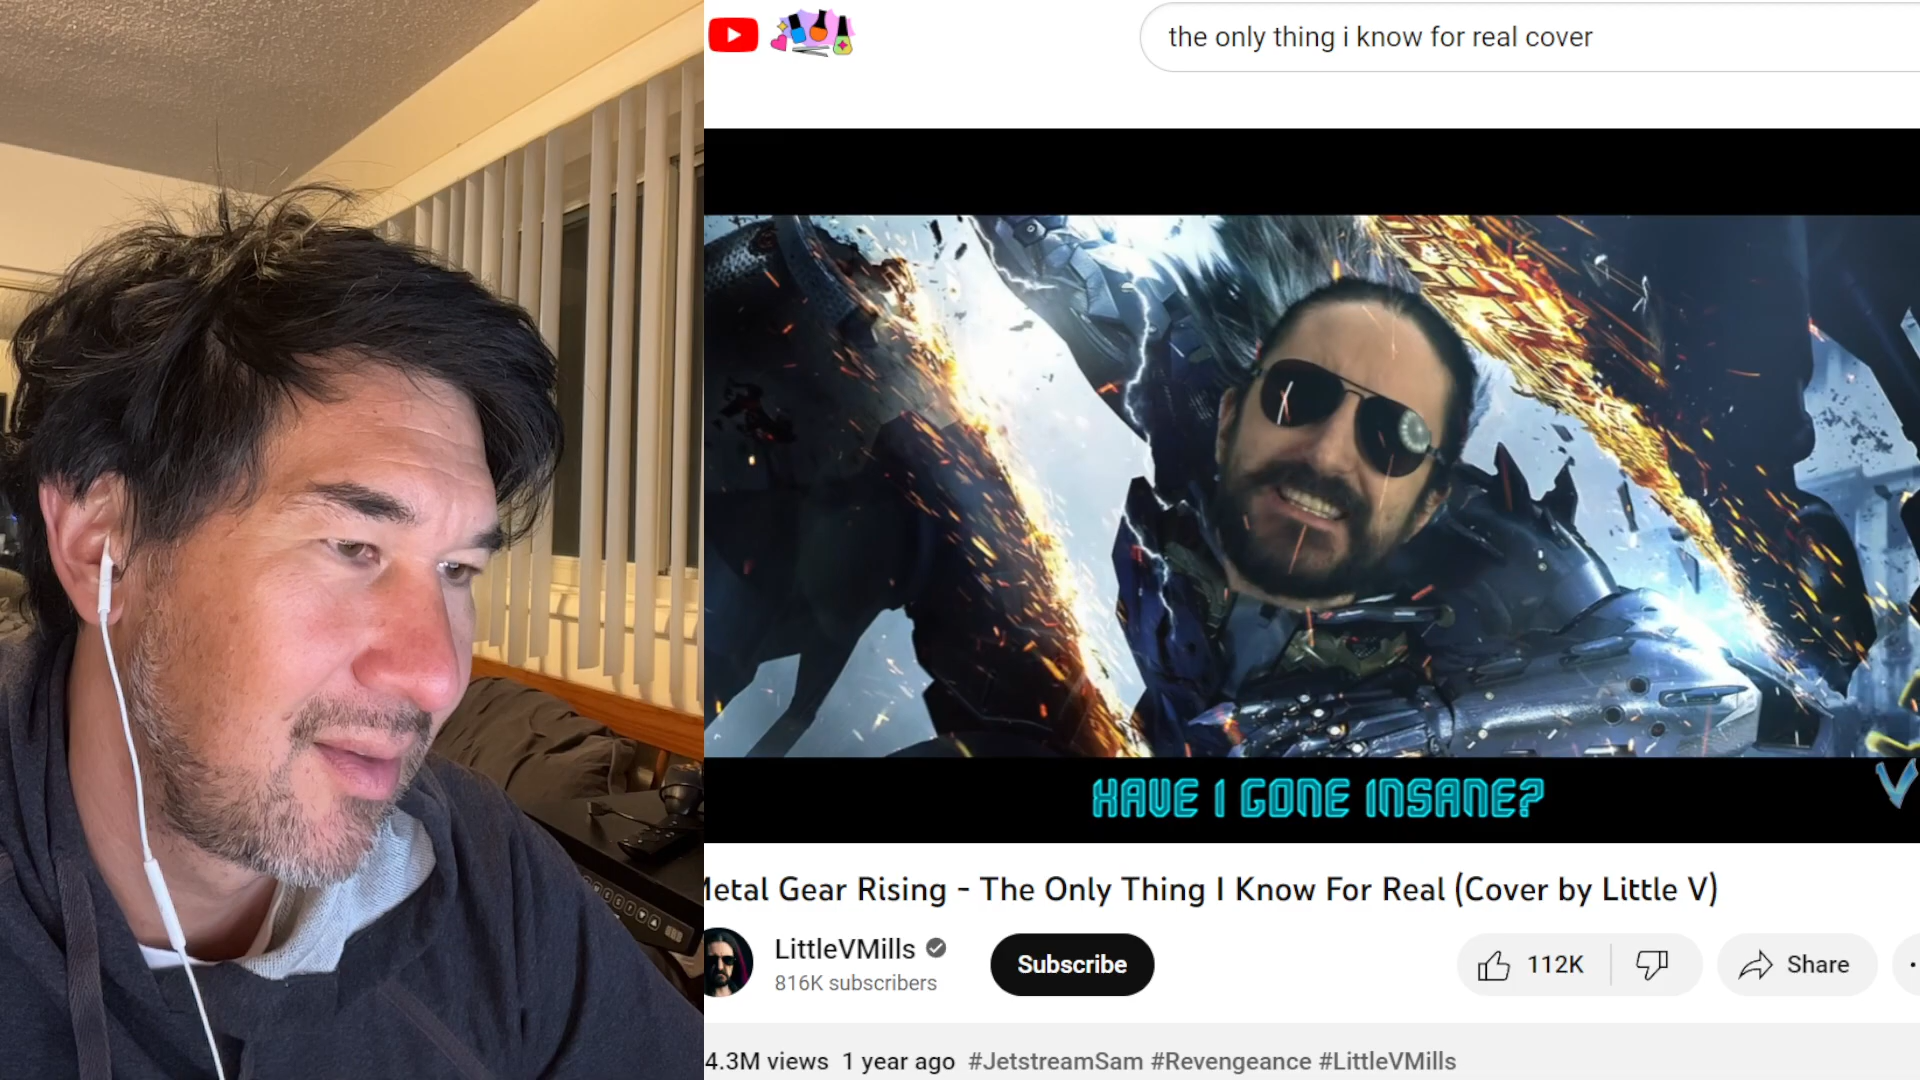 the only thing i know for real cover
HAVE I GONE INSANE?
V
etal Gear Rising - The Only Thing I Know For Real (Cover by Little V)
LittleVMills
816K subscribers
Subscribe
112K
Share
4.3M views 1 year ago #JetstreamSam #Revengeance #LittleVMills